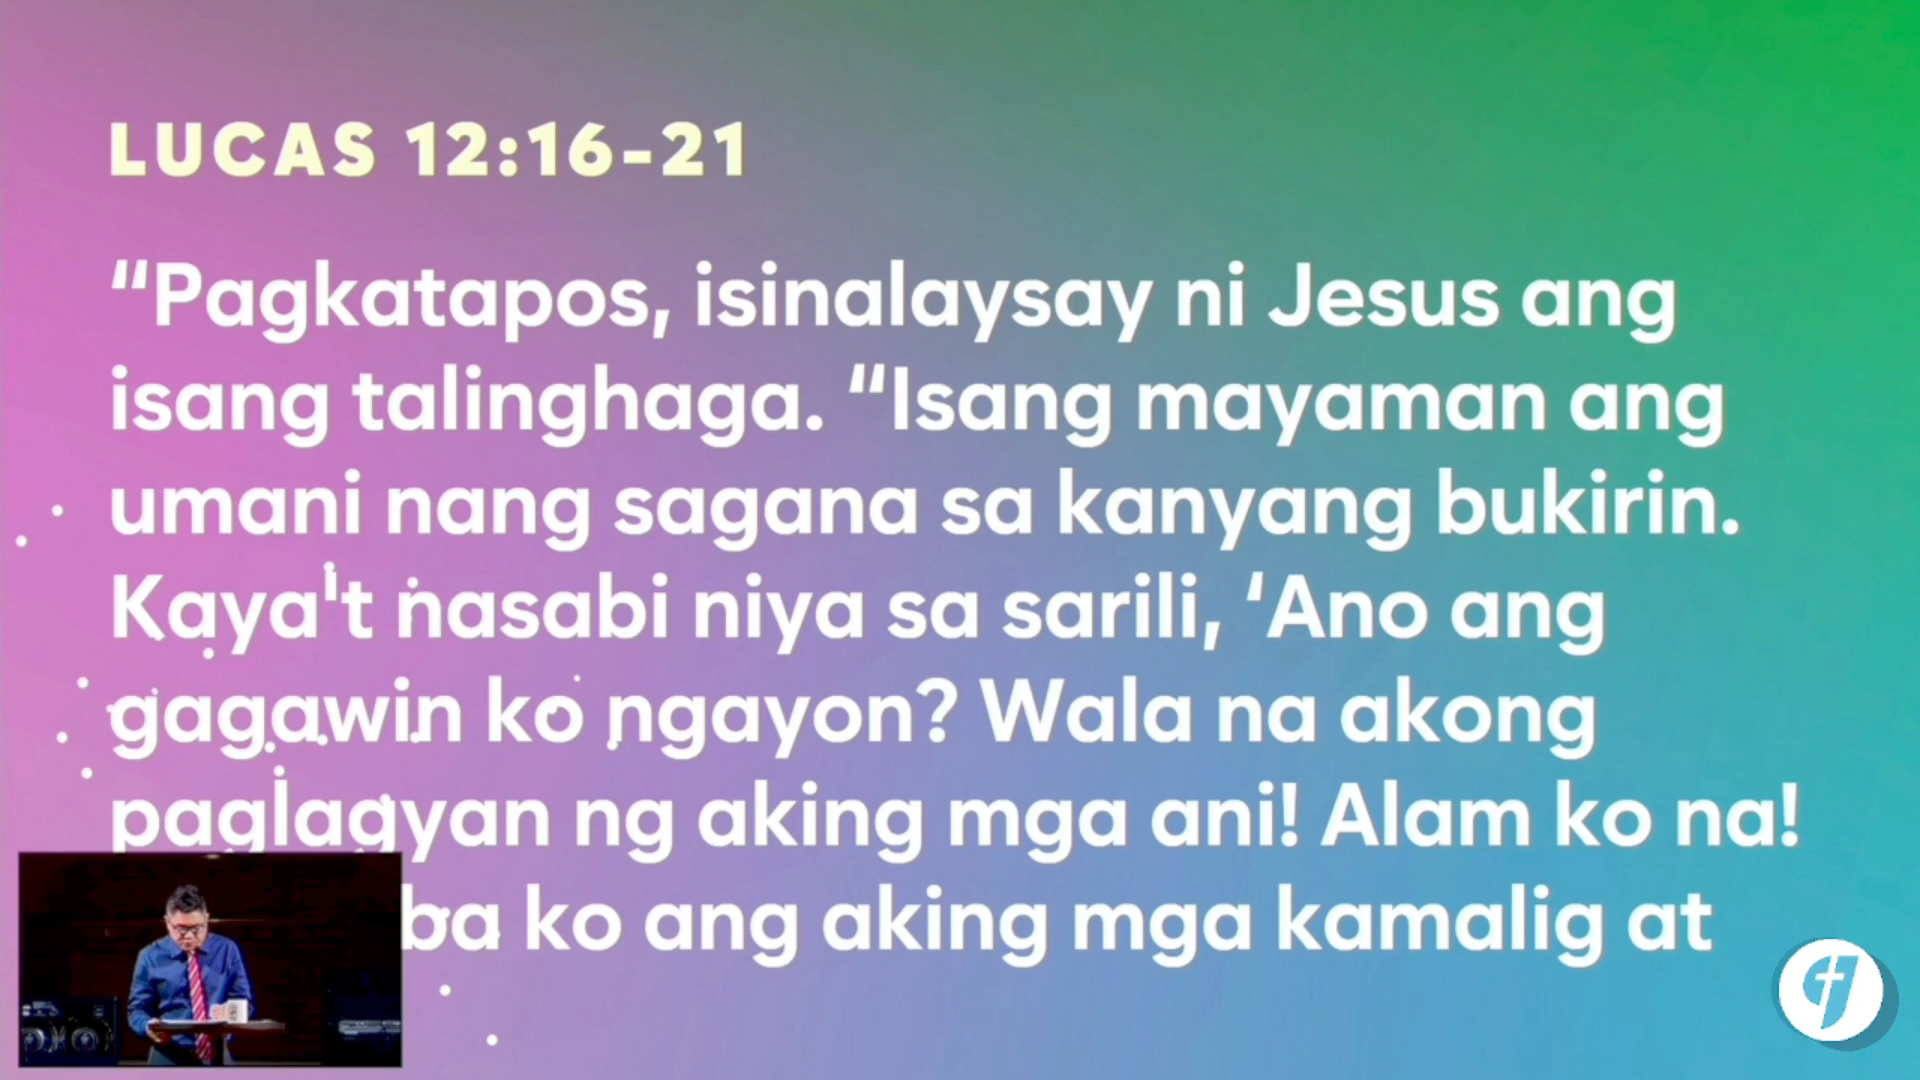 LUCAS 12:16-21
“Pagkatapos, isinalaysay ni Jesus ang
isang talinghaga. “Isang mayaman ang
umani nang sagana sa kanyang bukirin.
Kaya't nasabi niya sa sarili, ‘Ano ang
gagawin ko ngayon? Wala na akong
paglagyan ng aking mga ani! Alam ko na!
ko ang aking mga kamalig at